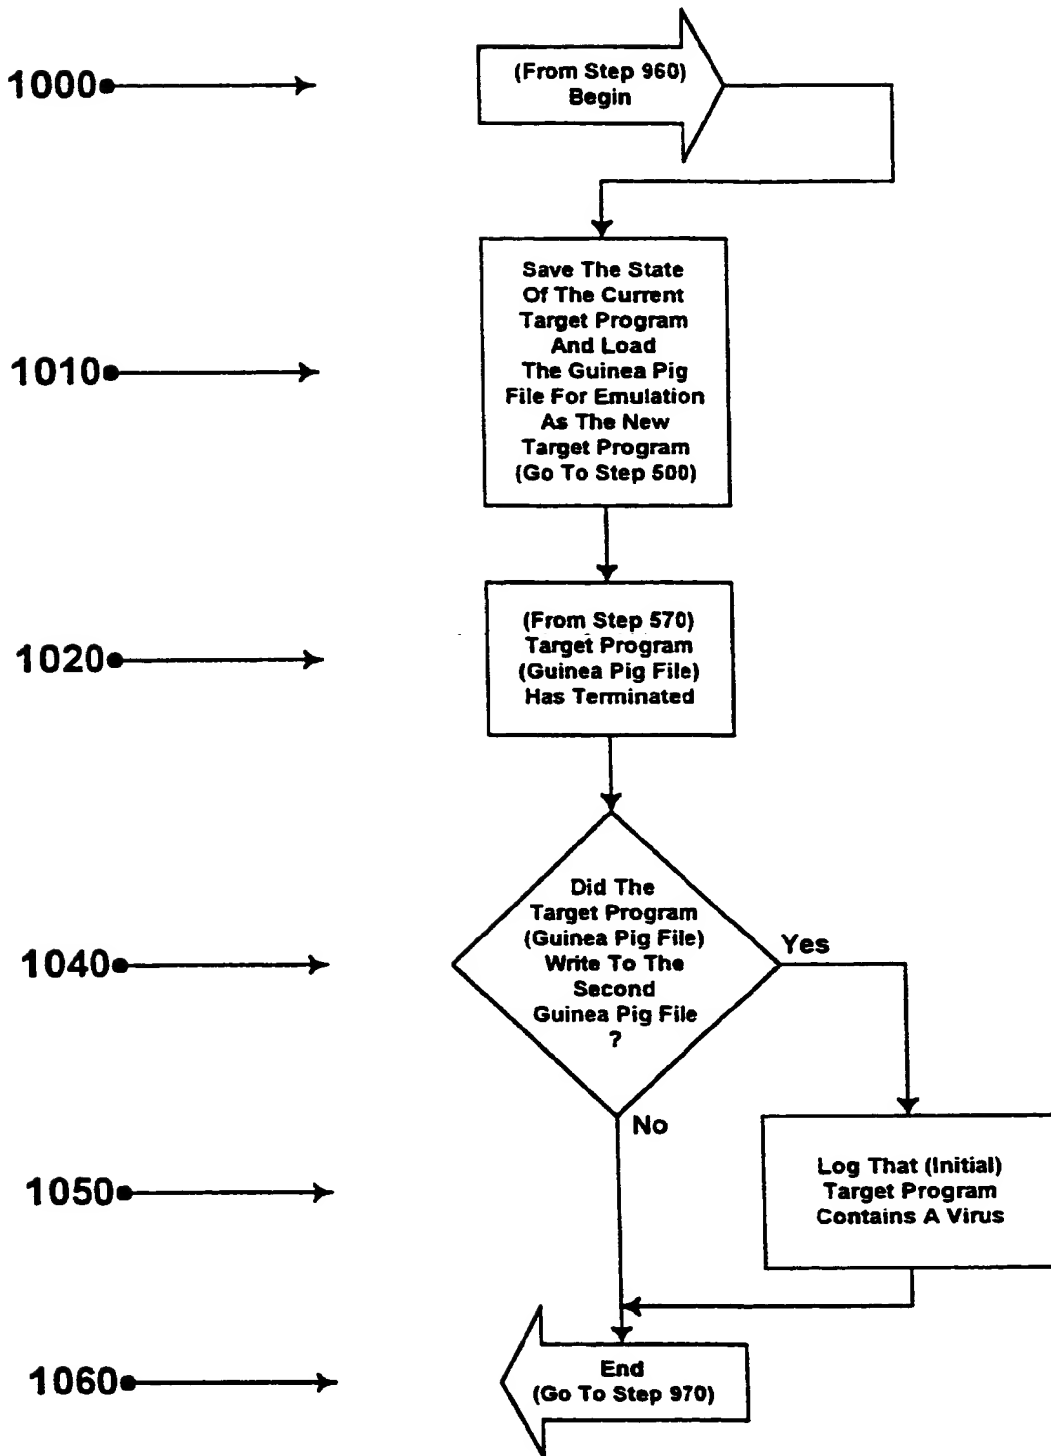 1000
(From Step 960)
Begin
1010
Save The State
Of The Current
Target Program
And Load
The Guinea Pig
File For Emulation
As The New
Target Program
(Go To Step 500)
1020
(From Step 570)
Target Program
(Guinea Pig File)
Has Terminated
1040
Did The
Target Program
(Guinea Pig File)
Write To The
Second
Guinea Pig File
?
Yes
No
1050
Log That (Initial)
Target Program
Contains A Virus
1060
End
(Go To Step 970)